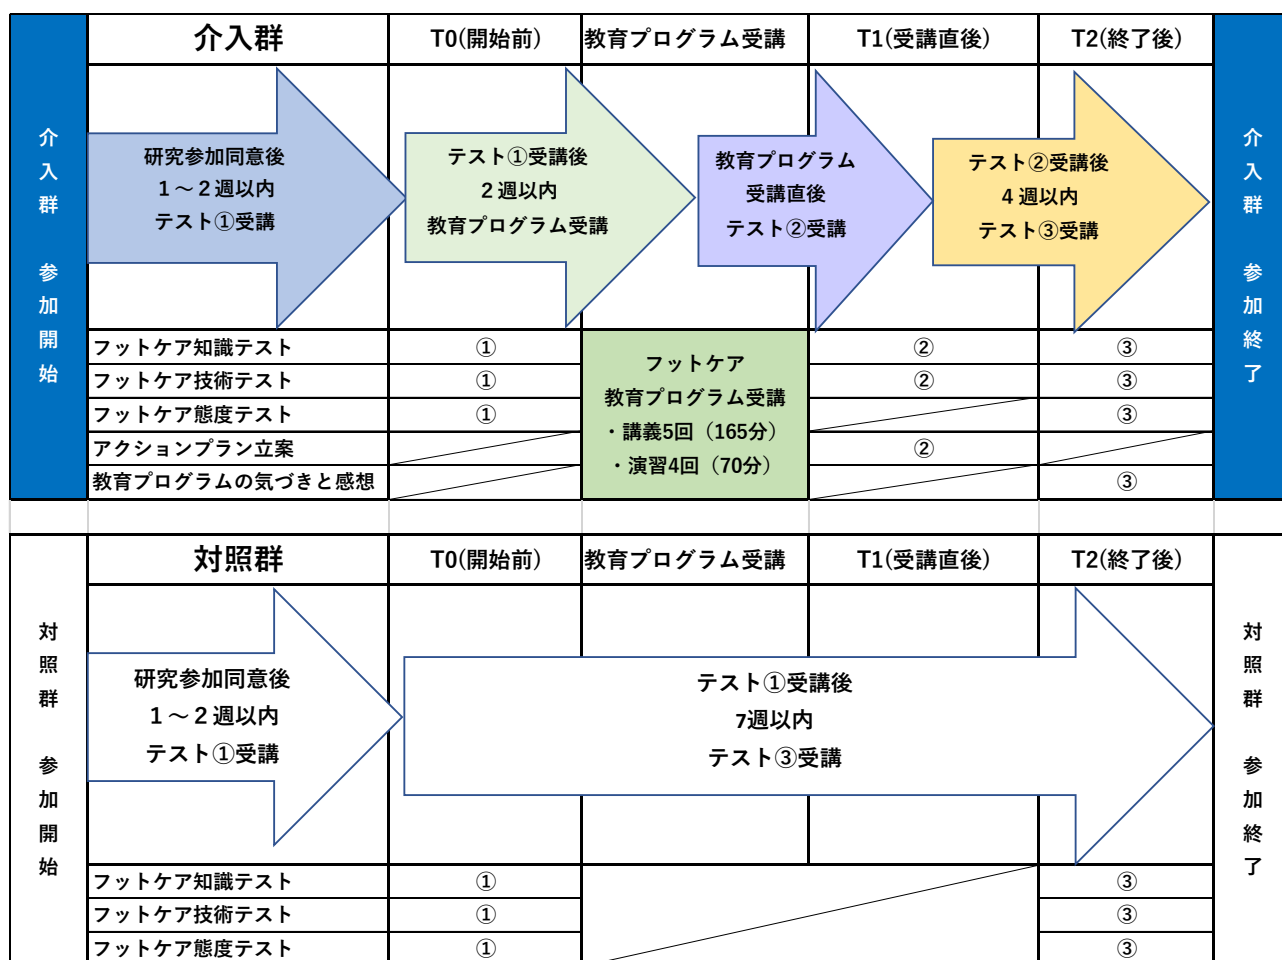 介入群 T0(開始前) 教育プログラム受講 T1(受講直後) T2(終了後)
介入群 参加開始
研究参加同意後
1～2週以内
テスト①受講
テスト①受講後
2週以内
教育プログラム受講
教育プログラム
受講直後
テスト②受講
テスト②受講後
4週以内
テスト③受講
介入群 参加終了
フットケア知識テスト ① ② ③
フットケア技術テスト ① ② ③
フットケア態度テスト ① ③
アクションプラン立案 ②
教育プログラムの気づきと感想 ③
フットケア
教育プログラム受講
・講義5回（165分）
・演習4回（70分）
対照群 T0(開始前) 教育プログラム受講 T1(受講直後) T2(終了後)
対照群 参加開始
研究参加同意後
1～2週以内
テスト①受講
テスト①受講後
7週以内
テスト③受講
対照群 参加終了
フットケア知識テスト ① ③
フットケア技術テスト ① ③
フットケア態度テスト ① ③